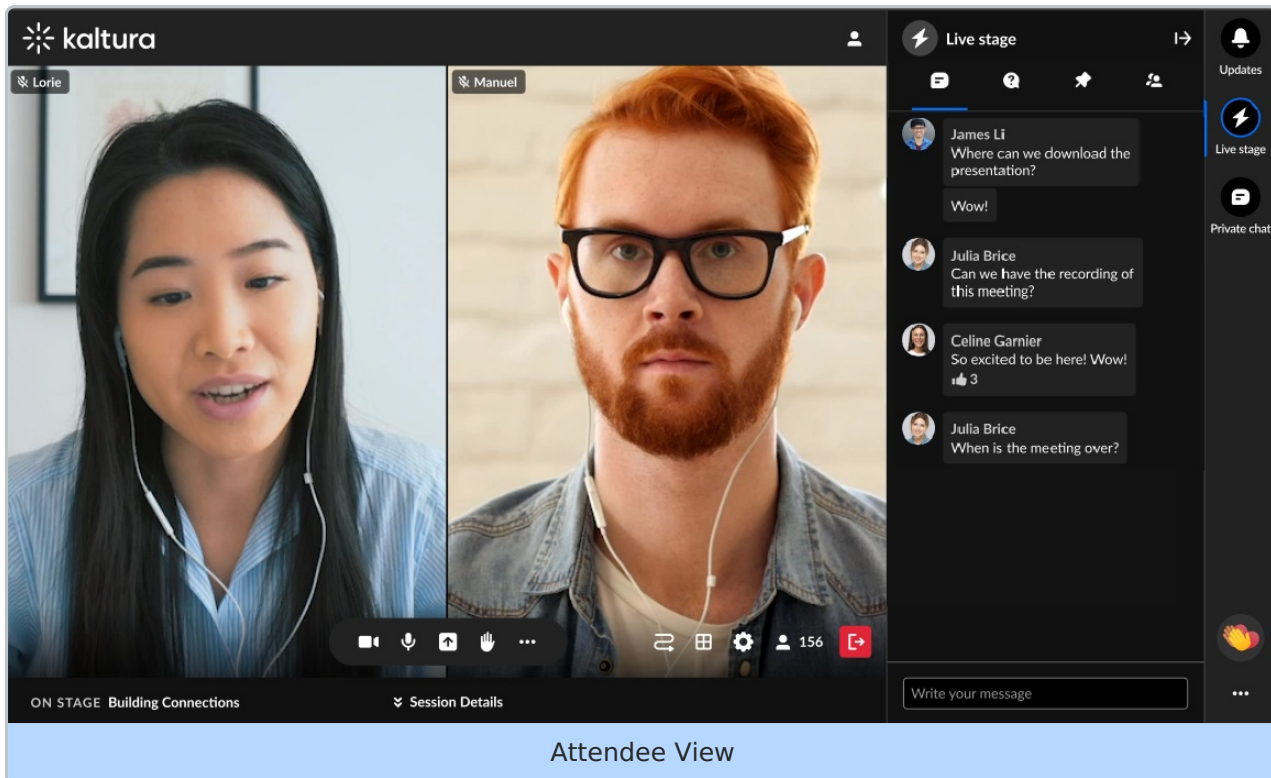 kaltura
Lorie
Manuel
156
ON STAGE Building Connections
Session Details
Live stage
James Li
Where can we download the
presentation?
Wow!
Julia Brice
Can we have the recording of
this meeting?
Celine Garnier
So excited to be here! Wow!
3
Julia Brice
When is the meeting over?
Write your message
Updates
Live stage
Private chat
Attendee View